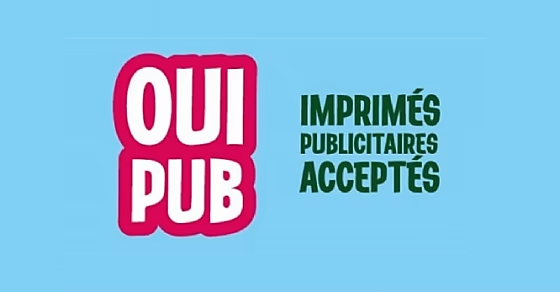 OUI
PUB
IMPRIMÉS
PUBLICITAIRES
ACCEPTÉS